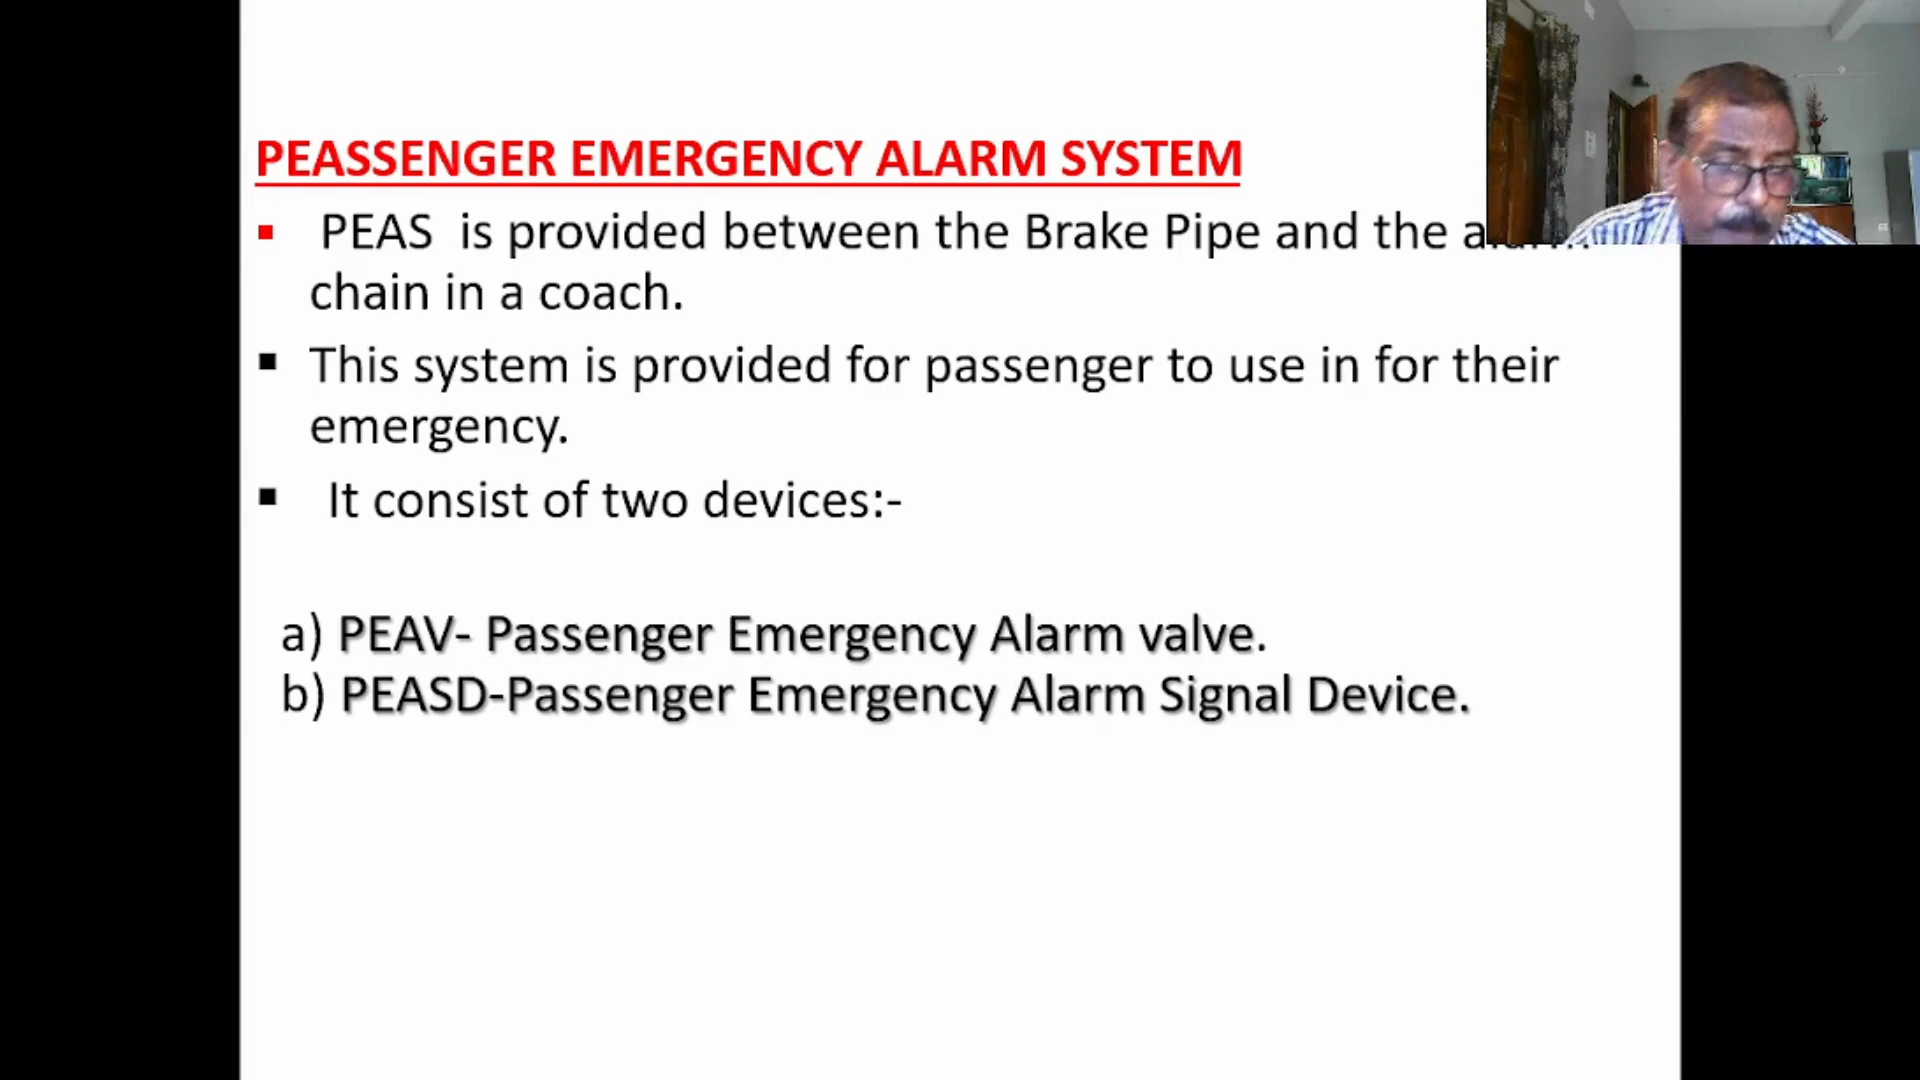 PEASSENGER EMERGENCY ALARM SYSTEM
▪ PEAS is provided between the Brake Pipe and the
chain in a coach.
▪ This system is provided for passenger to use in for their
emergency.
▪ It consist of two devices:-
a) PEAV- Passenger Emergency Alarm valve.
b) PEASD-Passenger Emergency Alarm Signal Device.